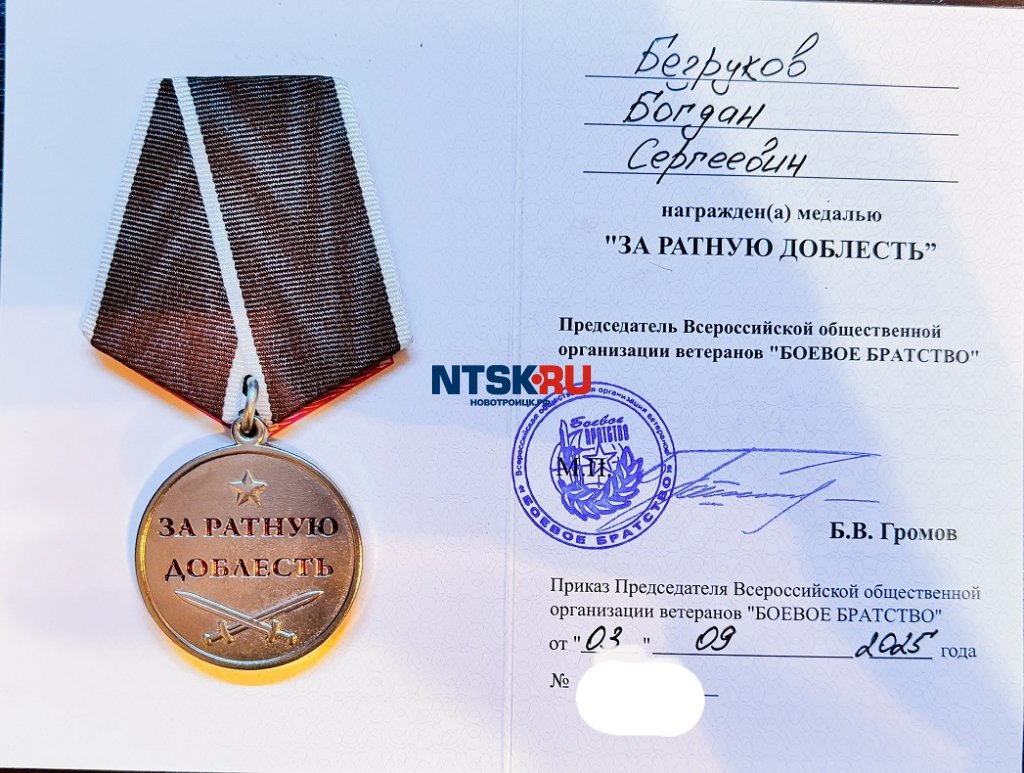 ЗА РАТНУЮ
ДОБЛЕСТЬ
Бегруков
Богдан
Сергеевич
награжден(а) медалью
"ЗА РАТНУЮ ДОБЛЕСТЬ”
Председатель Всероссийской общественной
организации ветеранов "БОЕВОЕ БРАТСТВО"
NTSK.RU
НОВОТРОИЦК.РФ
Всероссийская общественная организация ветеранов
Боевое
БРАТСТВО
М.П.
«БОЕВОЕ БРАТСТВО»
Б.В. Громов
Приказ Председателя Всероссийской общественной
организации ветеранов "БОЕВОЕ БРАТСТВО"
от "03" 09 2025 года
№